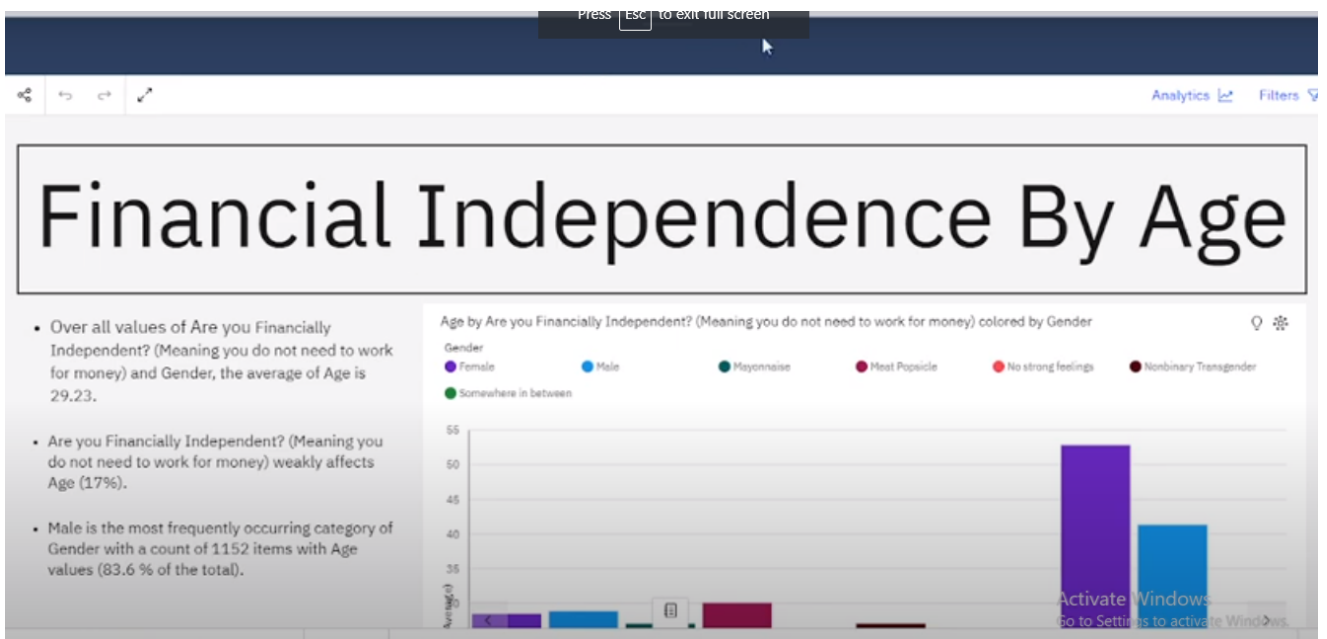 Press Esc to exit full screen
Analytics Filters
Financial Independence By Age
• Over all values of Are you Financially
Independent? (Meaning you do not need to work
for money) and Gender, the average of Age is
29.23.
• Are you Financially Independent? (Meaning you
do not need to work for money) weakly affects
Age (17%).
• Male is the most frequently occurring category of
Gender with a count of 1152 items with Age
values (83.6 % of the total).
Age by Are you Financially Independent? (Meaning you do not need to work for money) colored by Gender
Gender
Female Male Mayonnaise Meat Popsicle No strong feelings Nonbinary Transgender
Somewhere in between
55
50
45
40
35
30
Average)
Activate Windows
Go to Settings to activate Windows.